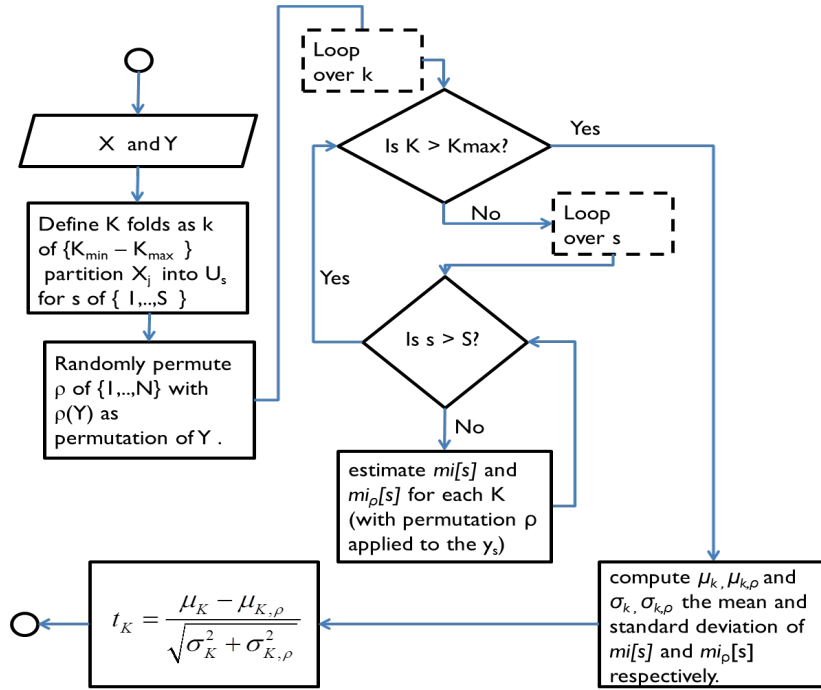 X and Y
Define K folds as k
of {Kmin – Kmax }
partition Xj into Us
for s of { 1,..,S }
Randomly permute
ρ of {1,..,N} with
ρ(Y) as
permutation of Y .
Loop
over k
Is K > Kmax?
Yes
No
Loop
over s
Yes
Is s > S?
No
estimate mi[s] and
miρ[s] for each K
(with permutation ρ
applied to the ys)
compute μk, μk,ρ and
σk, σk,ρ the mean and
standard deviation of
mi[s] and miρ[s]
respectively.
tK = (μK − μK,ρ) / √(σ²K + σ²K,ρ)